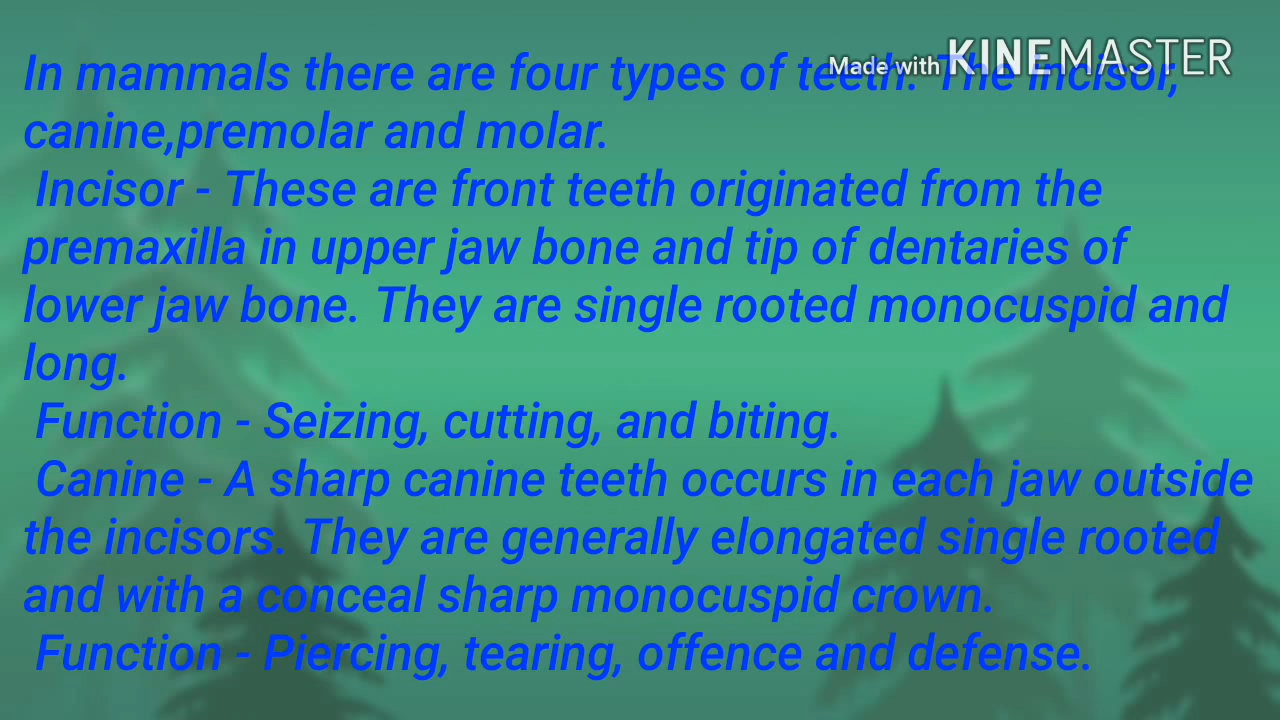 Made with KINEMASTER
In mammals there are four types of teeth. The incisor,
canine,premolar and molar.
Incisor - These are front teeth originated from the
premaxilla in upper jaw bone and tip of dentaries of
lower jaw bone. They are single rooted monocuspid and
long.
Function - Seizing, cutting, and biting.
Canine - A sharp canine teeth occurs in each jaw outside
the incisors. They are generally elongated single rooted
and with a conceal sharp monocuspid crown.
Function - Piercing, tearing, offence and defense.